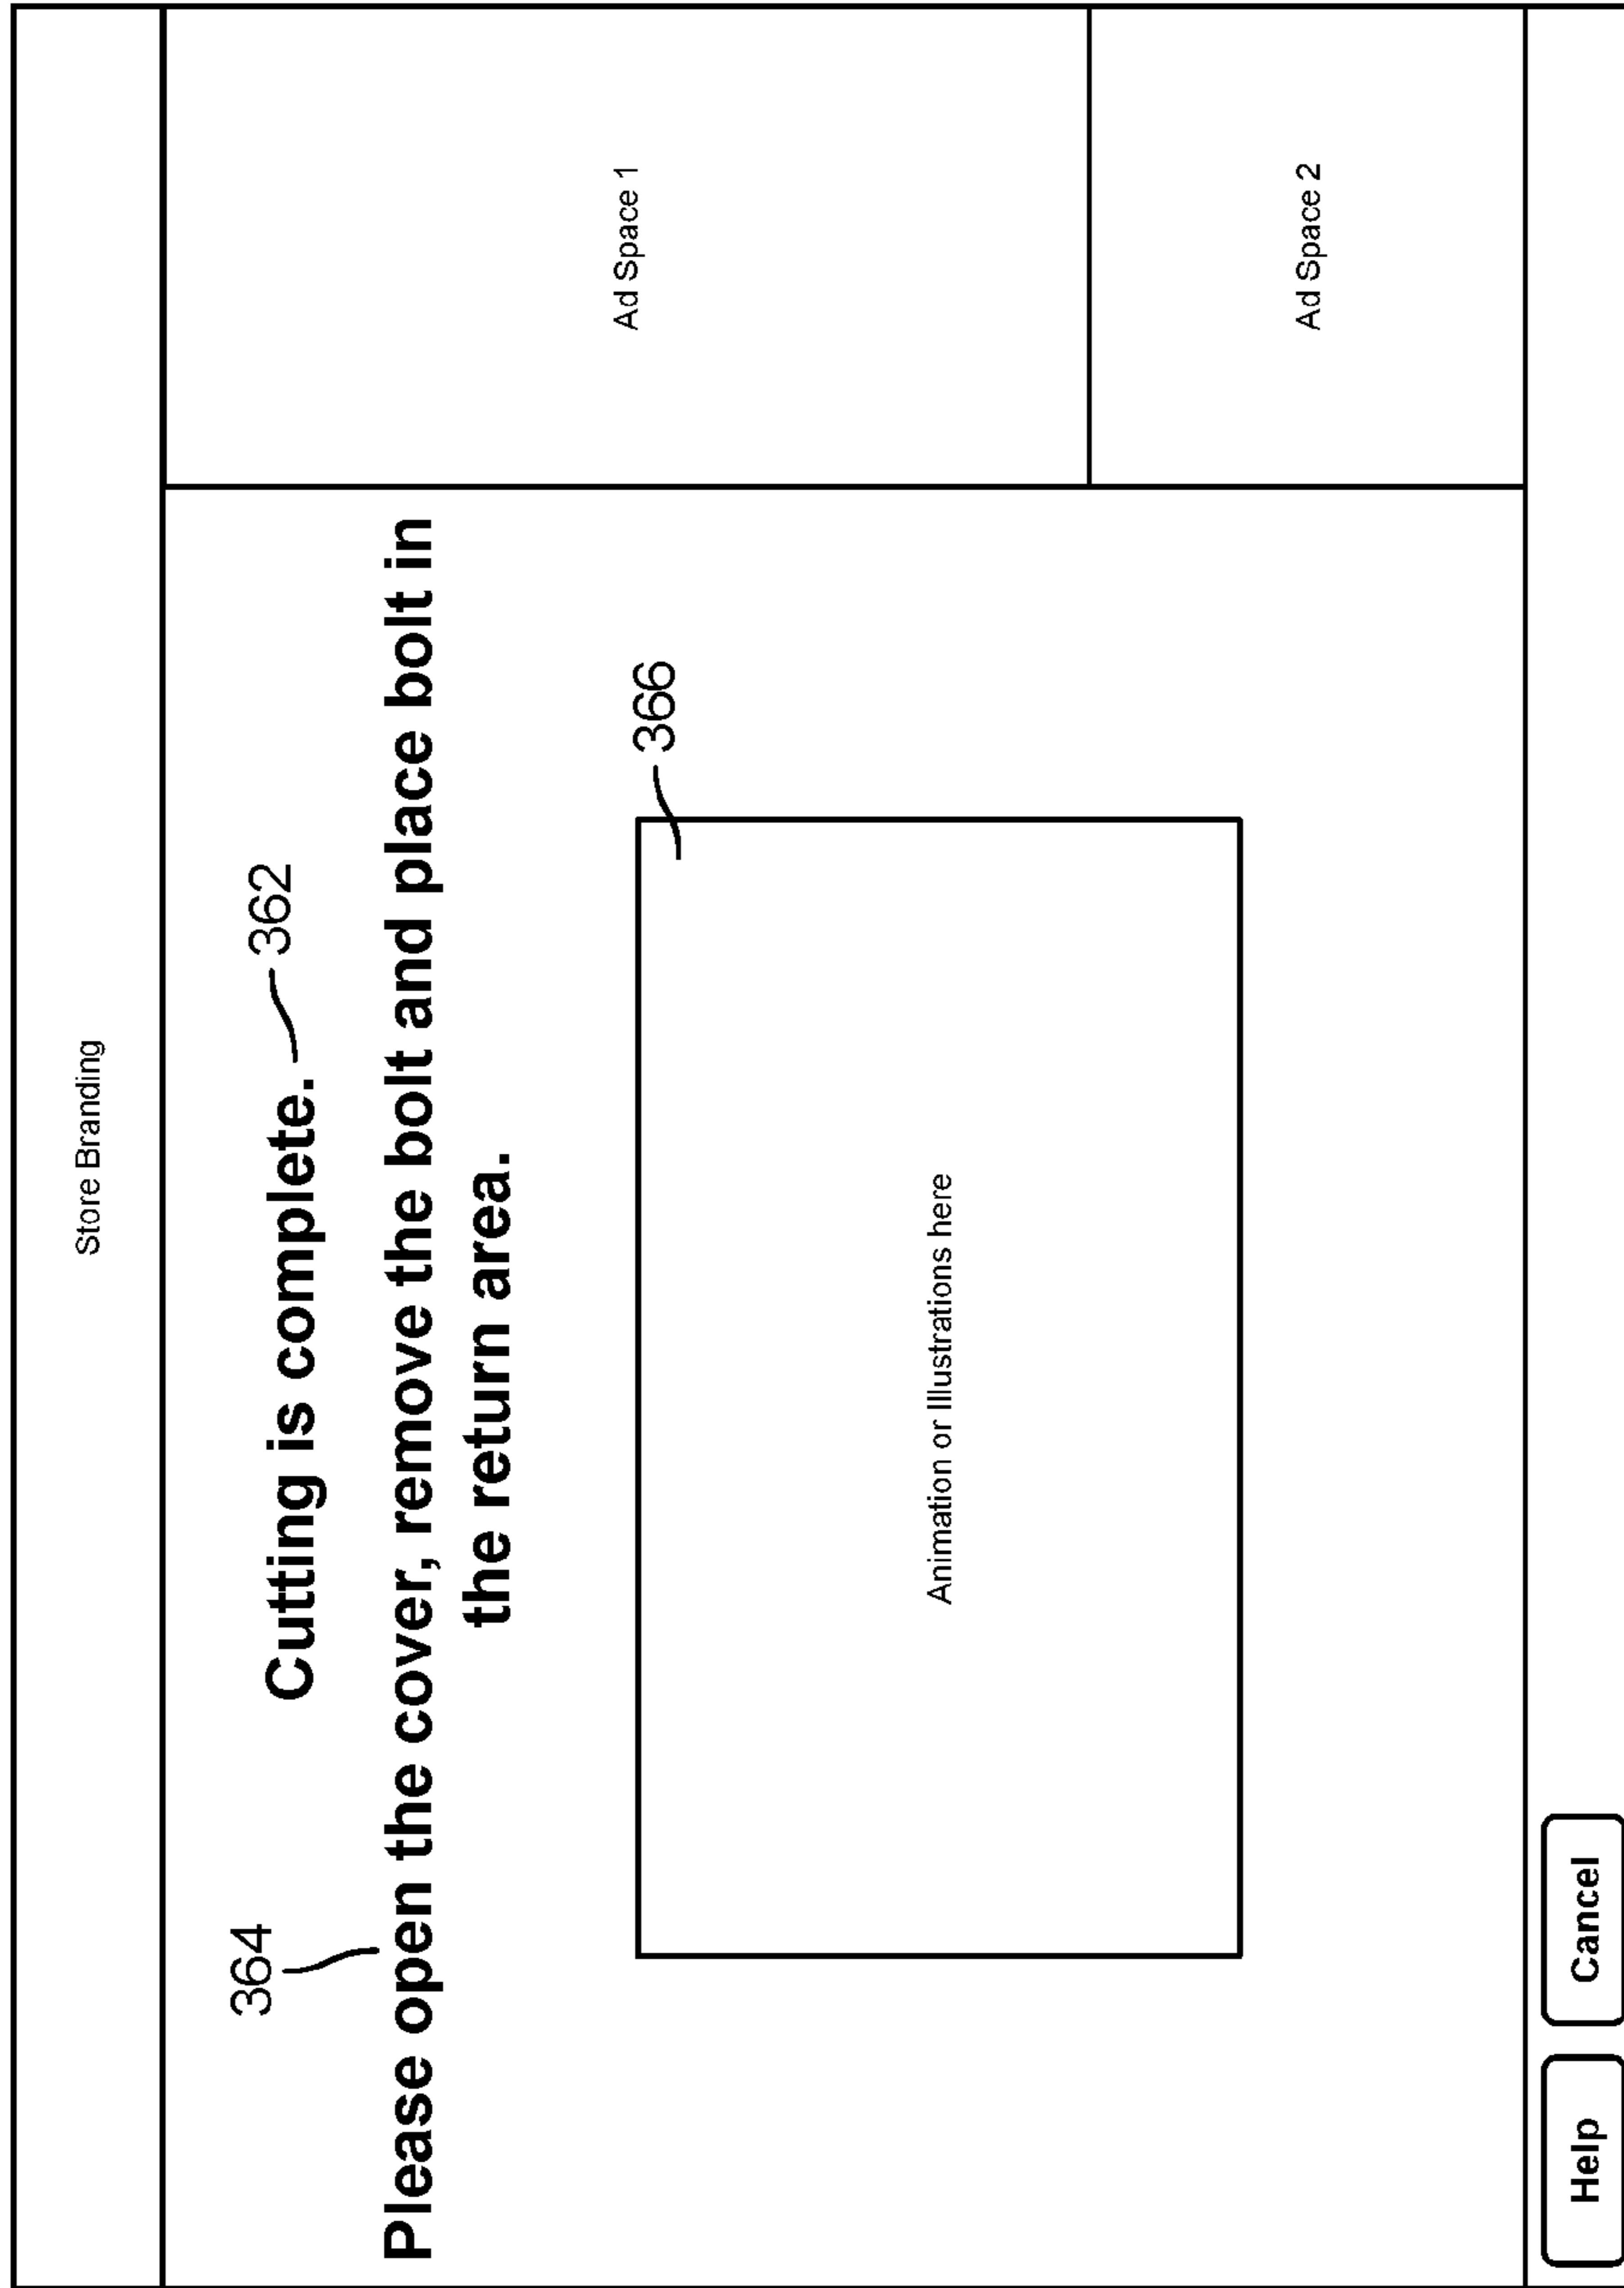 Store Branding
Cutting is complete. 362
364
Please open the cover, remove the bolt and place bolt in
the return area.
366
Animation or Illustrations here
Ad Space 1
Ad Space 2
Help
Cancel